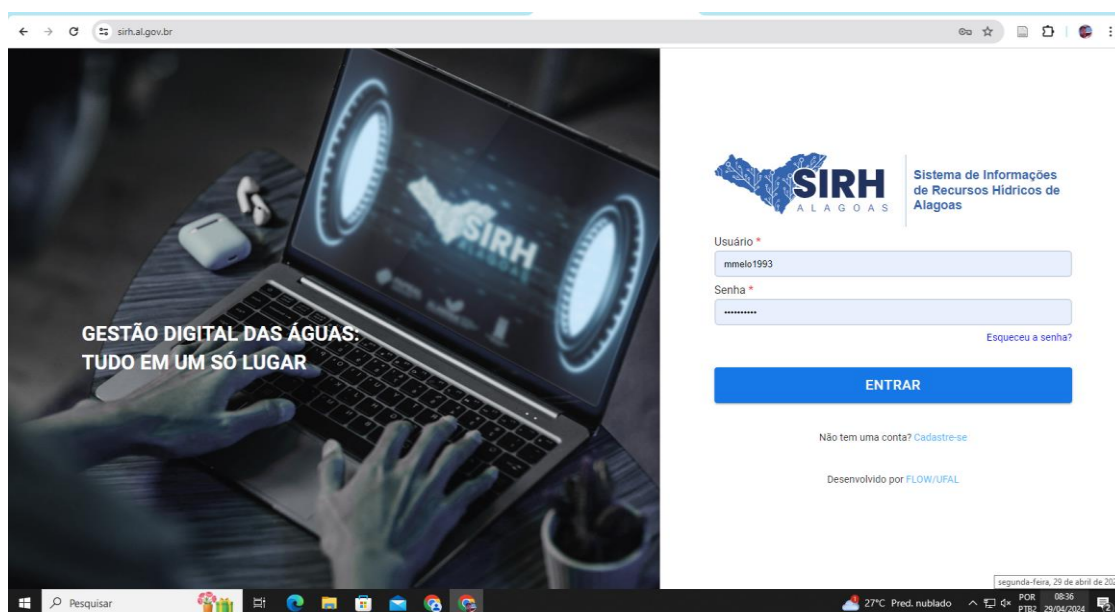 sirh.al.gov.br
SIRH
ALAGOAS
GESTÃO DIGITAL DAS ÁGUAS:
TUDO EM UM SÓ LUGAR
SIRH
ALAGOAS
Sistema de Informações
de Recursos Hídricos de
Alagoas
Usuário *
mmelo1993
Senha *
••••••••••
Esqueceu a senha?
ENTRAR
Não tem uma conta? Cadastre-se
Desenvolvido por FLOW/UFAL
segunda-feira, 29 de abril de
Pesquisar
27°C Pred. nublado
POR
PTB2
08:36
29/04/2024